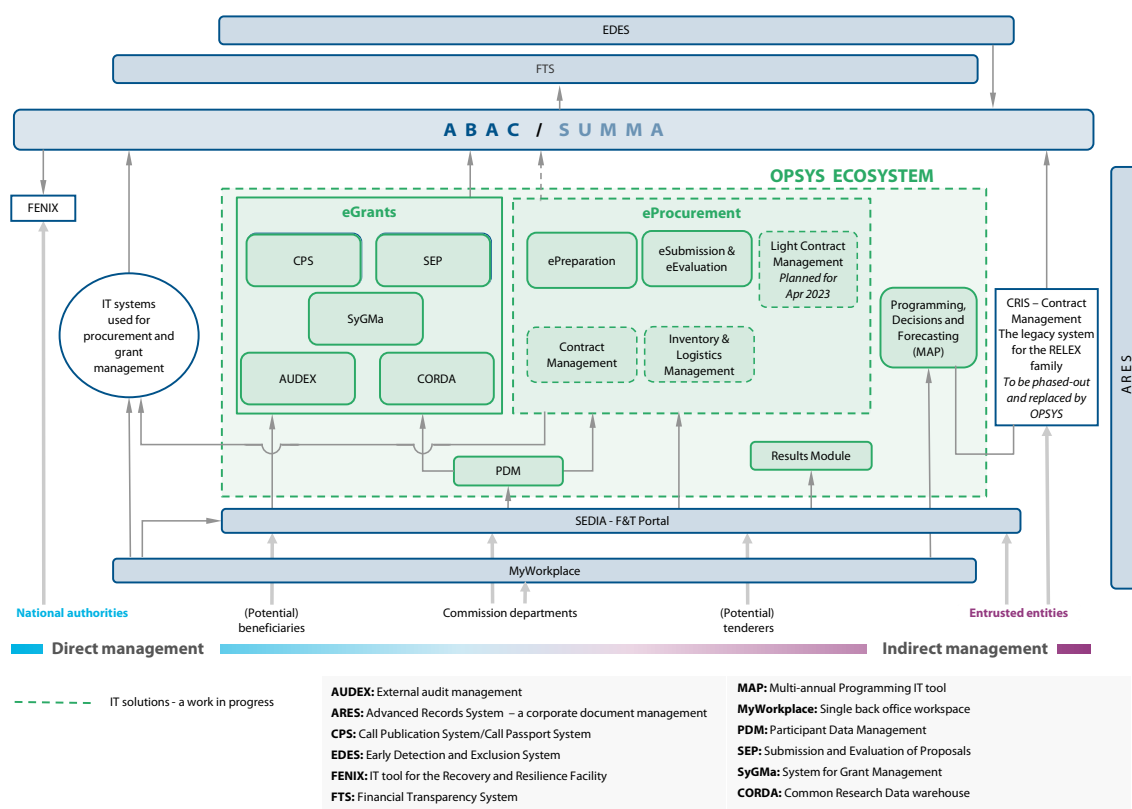 EDES
FTS
ABAC / SUMMA
OPSYS ECOSYSTEM
FENIX
eGrants
CPS
SEP
SyGMa
AUDEX
CORDA
eProcurement
ePreparation
eSubmission &
eEvaluation
Light Contract
Management
Planned for
Apr 2023
Contract
Management
Inventory &
Logistics
Management
Programming,
Decisions and
Forecasting
(MAP)
IT systems
used for
procurement and
grant
management
CRIS – Contract
Management
The legacy system
for the RELEX
family
To be phased-out
and replaced by
OPSYS
ARES
PDM
Results Module
SEDIA - F&T Portal
MyWorkplace
National authorities
(Potential)
beneficiaries
Commission departments
(Potential)
tenderers
Entrusted entities
Direct management
Indirect management
IT solutions - a work in progress
AUDEX: External audit management
ARES: Advanced Records System – a corporate document management
CPS: Call Publication System/Call Passport System
EDES: Early Detection and Exclusion System
FENIX: IT tool for the Recovery and Resilience Facility
FTS: Financial Transparency System
MAP: Multi-annual Programming IT tool
MyWorkplace: Single back office workspace
PDM: Participant Data Management
SEP: Submission and Evaluation of Proposals
SyGMa: System for Grant Management
CORDA: Common Research Data warehouse